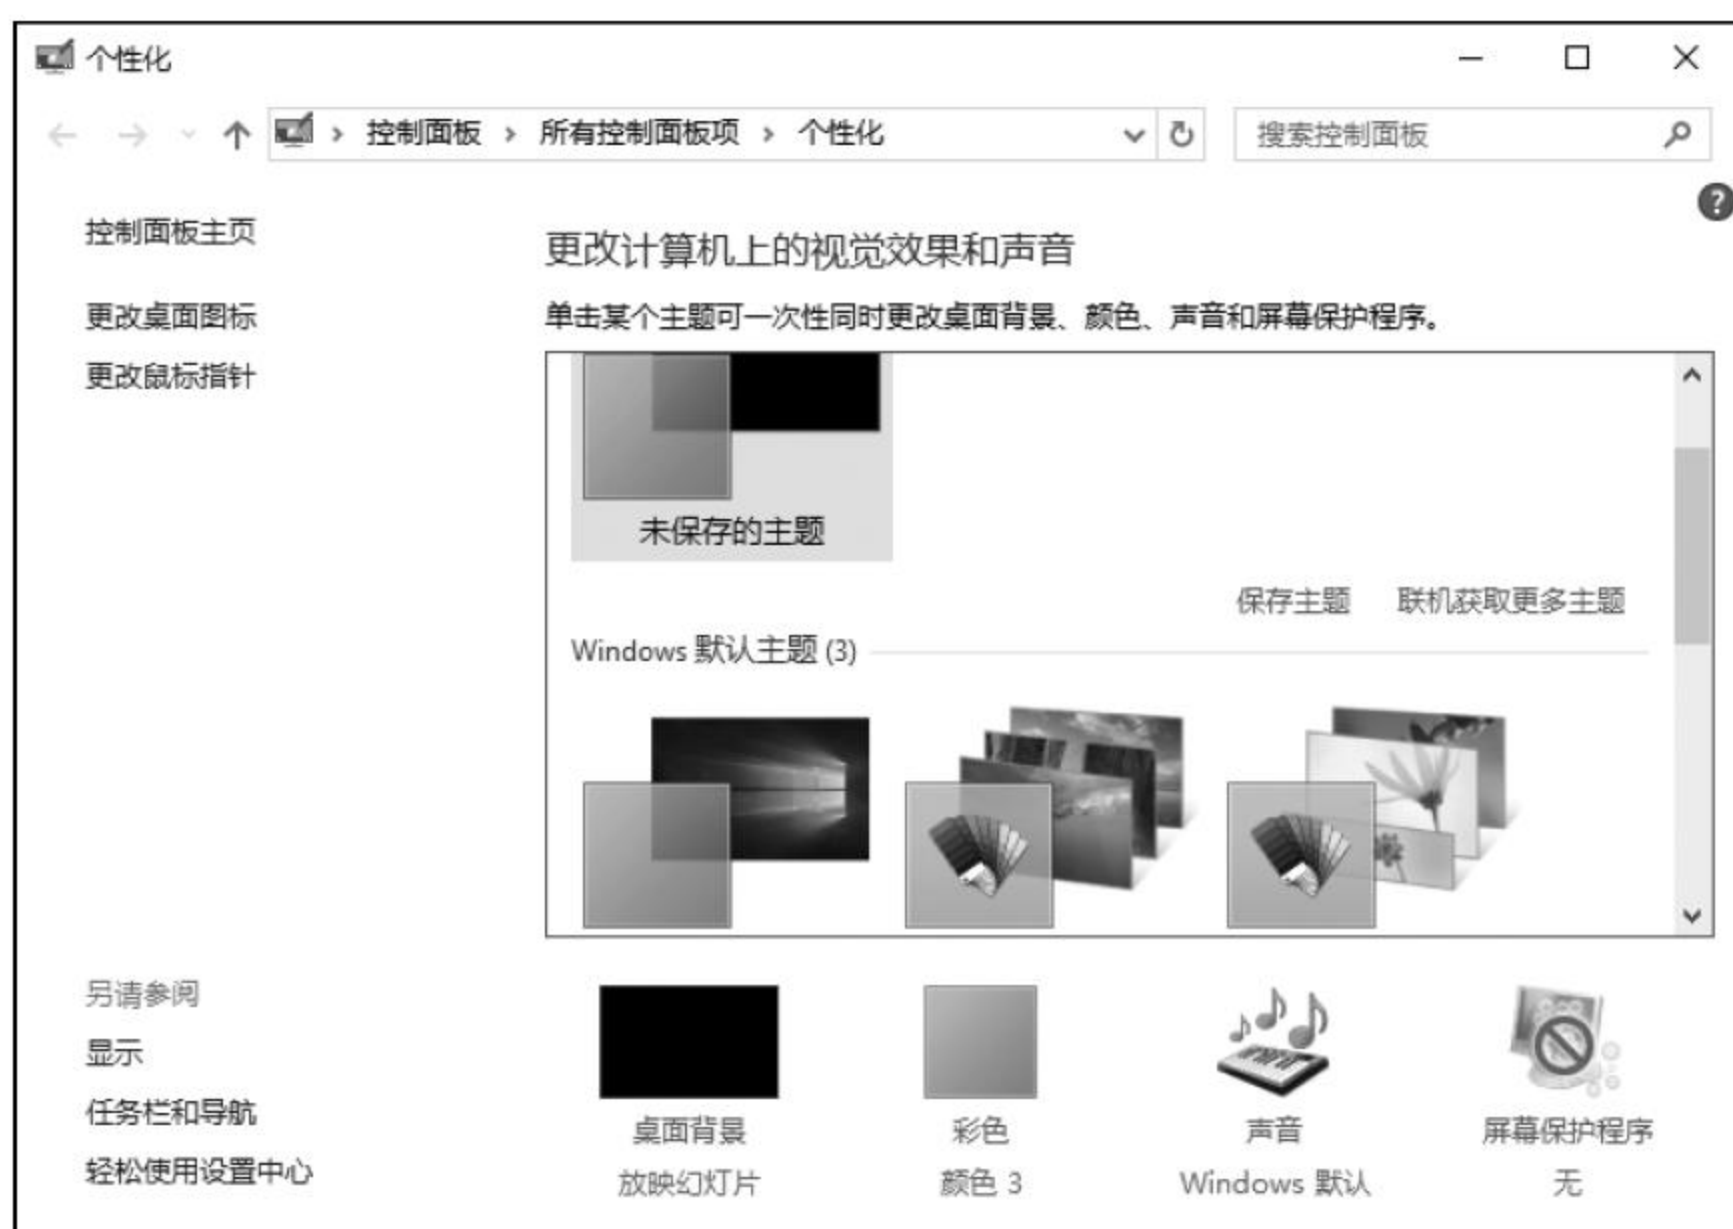 个性化
控制面板 › 所有控制面板项 › 个性化
搜索控制面板
控制面板主页
更改桌面图标
更改鼠标指针
更改计算机上的视觉效果和声音
单击某个主题可一次性同时更改桌面背景、颜色、声音和屏幕保护程序。
未保存的主题
保存主题 联机获取更多主题
Windows 默认主题 (3)
另请参阅
显示
任务栏和导航
轻松使用设置中心
桌面背景
放映幻灯片
彩色
颜色 3
声音
Windows 默认
屏幕保护程序
无